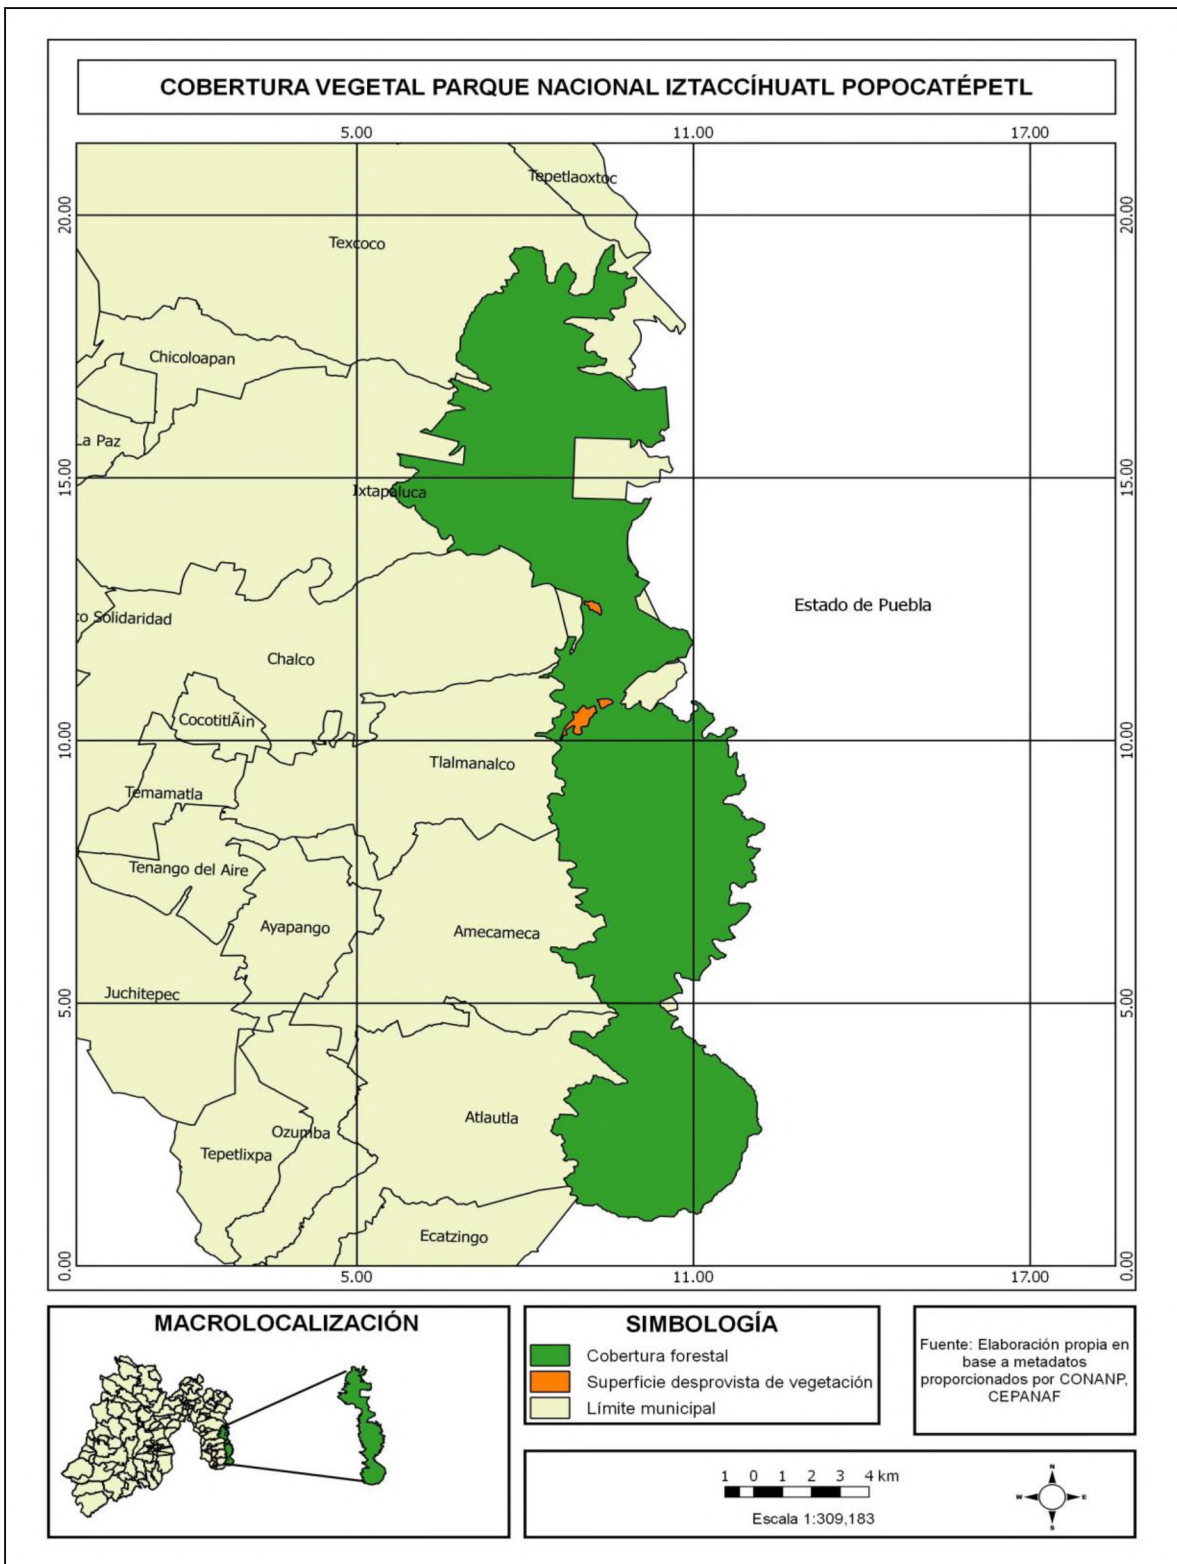 COBERTURA VEGETAL PARQUE NACIONAL IZTACCÍHUATL POPOCATÉPETL
5.00 11.00 17.00
Tepetlaoxtoc
20.00 20.00
Texcoco
Chicoloapan
La Paz
15.00 15.00
Ixtapaluca
Estado de Puebla
co Solidaridad
Chalco
CocotitlÃin
10.00 10.00
Tlalmanalco
Temamatla
Tenango del Aire
Ayapango
Amecameca
Juchitepec
5.00 5.00
Atlautla
Ozumba
Tepetlixpa
Ecatzingo
0.00 0.00
5.00 11.00 17.00
MACROLOCALIZACIÓN
SIMBOLOGÍA
Cobertura forestal
Superficie desprovista de vegetación
Límite municipal
Fuente: Elaboración propia en
base a metadatos
proporcionados por CONANP,
CEPANAF
1 0 1 2 3 4 km
Escala 1:309,183
N
W E
S